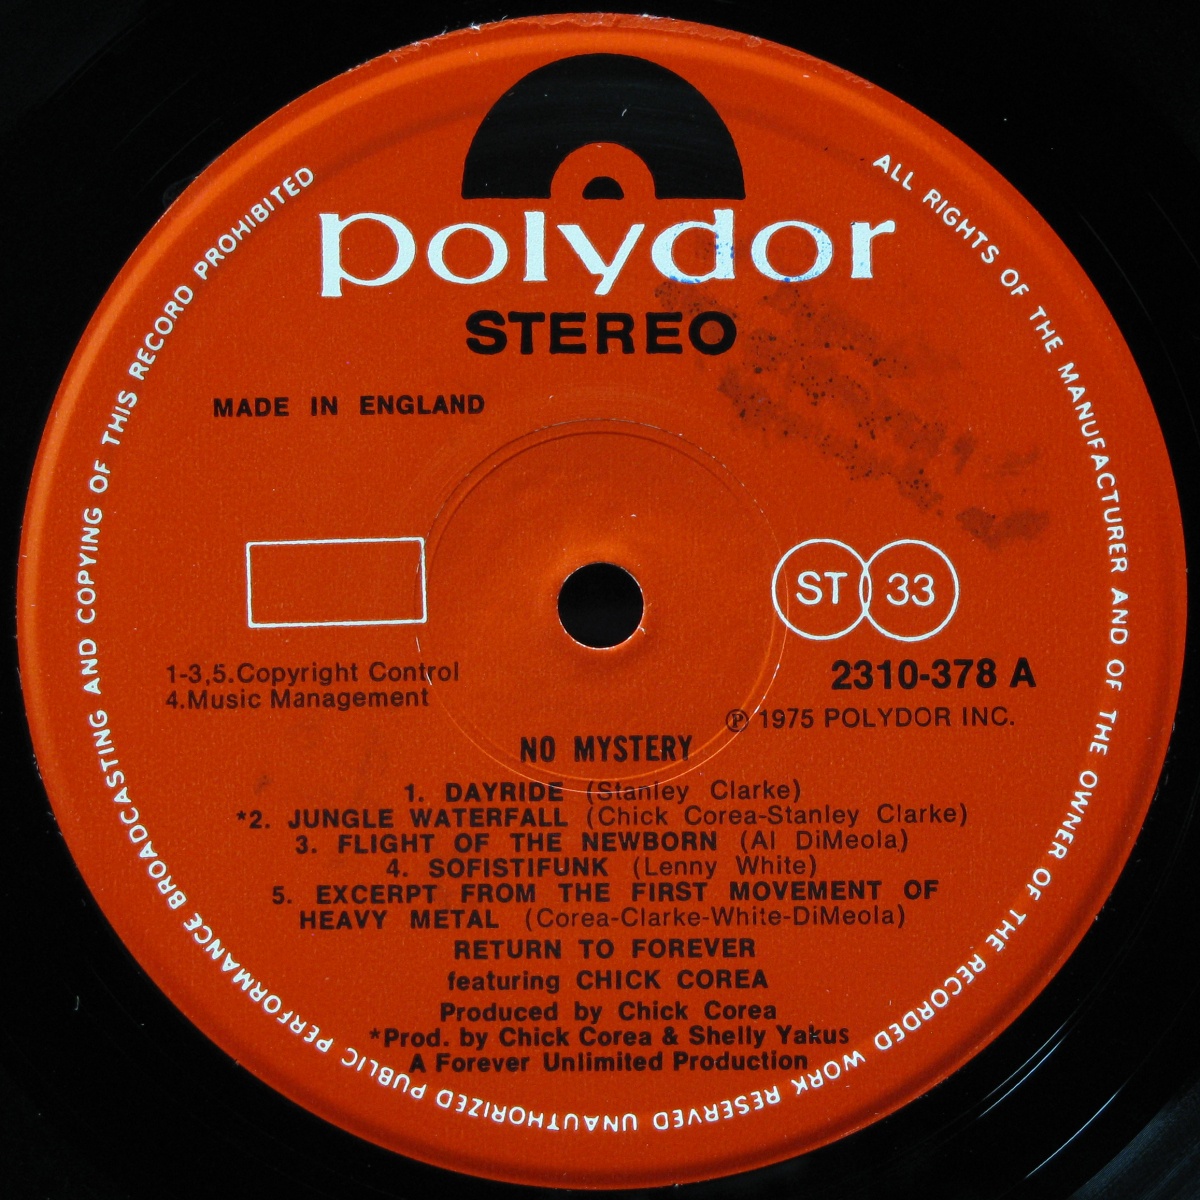 polydor
STEREO
MADE IN ENGLAND
ST 33
2310-378 A
1-3,5.Copyright Control
4.Music Management
℗ 1975 POLYDOR INC.
NO MYSTERY
1. DAYRIDE (Stanley Clarke)
*2. JUNGLE WATERFALL (Chick Corea-Stanley Clarke)
3. FLIGHT OF THE NEWBORN (Al DiMeola)
4. SOFISTIFUNK (Lenny White)
5. EXCERPT FROM THE FIRST MOVEMENT OF
HEAVY METAL (Corea-Clarke-White-DiMeola)
RETURN TO FOREVER
featuring CHICK COREA
Produced by Chick Corea
*Prod. by Chick Corea & Shelly Yakus
A Forever Unlimited Production
ALL RIGHTS OF THE MANUFACTURER AND OF THE OWNER OF THE RECORDED WORK RESERVED UNAUTHORIZED PUBLIC PERFORMANCE BROADCASTING AND COPYING OF THIS RECORD PROHIBITED